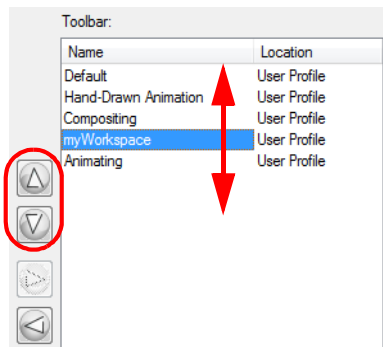 Toolbar:
Name Location
Default User Profile
Hand-Drawn Animation User Profile
Compositing User Profile
myWorkspace User Profile
Animating User Profile